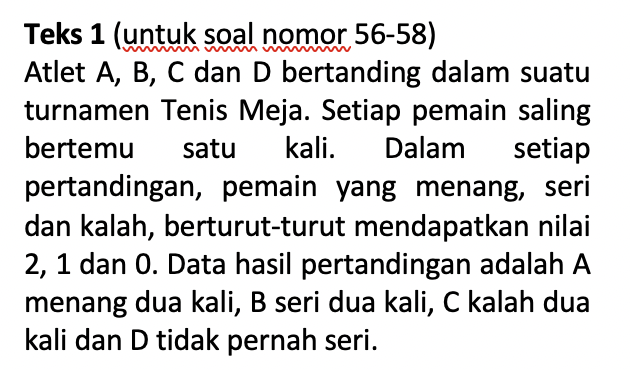 Teks 1 (untuk soal nomor 56-58)
Atlet A, B, C dan D bertanding dalam suatu
turnamen Tenis Meja. Setiap pemain saling
bertemu satu kali. Dalam setiap
pertandingan, pemain yang menang, seri
dan kalah, berturut-turut mendapatkan nilai
2, 1 dan 0. Data hasil pertandingan adalah A
menang dua kali, B seri dua kali, C kalah dua
kali dan D tidak pernah seri.